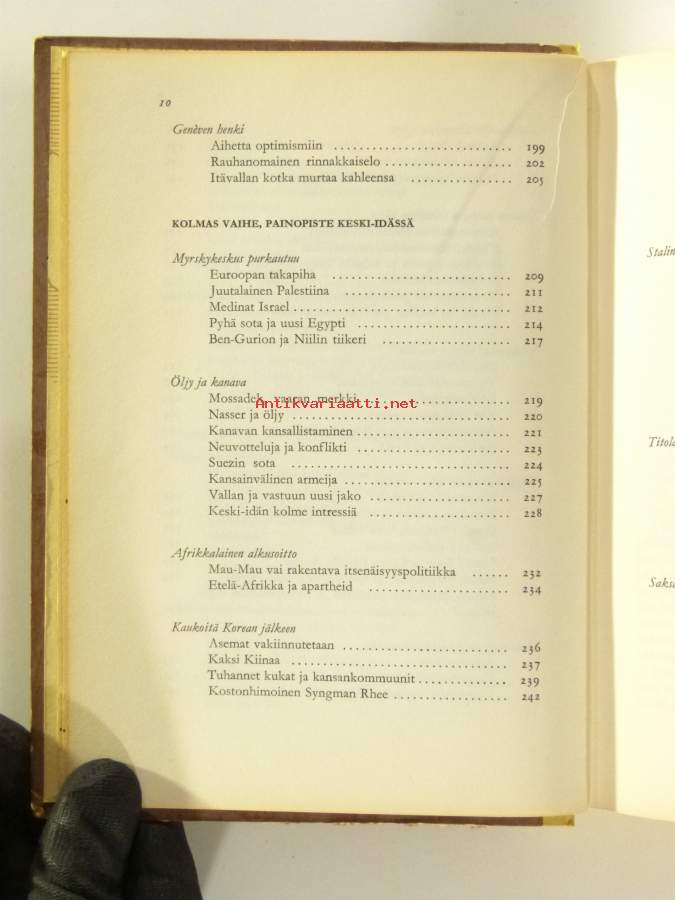 10
Genèven henki
Aihetta optimismiin ............................ 199
Rauhanomainen rinnakkaiselo .................... 202
Itävallan kotka murtaa kahleensa ................ 205
KOLMAS VAIHE, PAINOPISTE KESKI-IDÄSSÄ
Myrskykeskus purkautuu
Euroopan takapiha ............................ 209
Juutalainen Palestiina .......................... 211
Medinat Israel .................................. 212
Pyhä sota ja uusi Egypti ........................ 214
Ben-Gurion ja Niilin tiikeri .................... 217
Öljy ja kanava
Mossadek, vaaran merkki ........................ 219
Antikvariaatti.net
Nasser ja öljy .................................. 220
Kanavan kansallistaminen ........................ 221
Neuvotteluja ja konflikti ........................ 223
Suezin sota .................................. 224
Kansainvälinen armeija .......................... 225
Vallan ja vastuun uusi jako ...................... 227
Keski-idän kolme intressiä ...................... 228
Afrikkalainen alkusoitto
Mau-Mau vai rakentava itsenäisyyspolitiikka ...... 232
Etelä-Afrikka ja apartheid ...................... 234
Kaukoitä Korean jälkeen
Asemat vakiinnutetaan .......................... 236
Kaksi Kiinaa .................................. 237
Tuhannet kukat ja kansankommuunit .............. 239
Kostonhimoinen Syngman Rhee .................. 242
Stalin